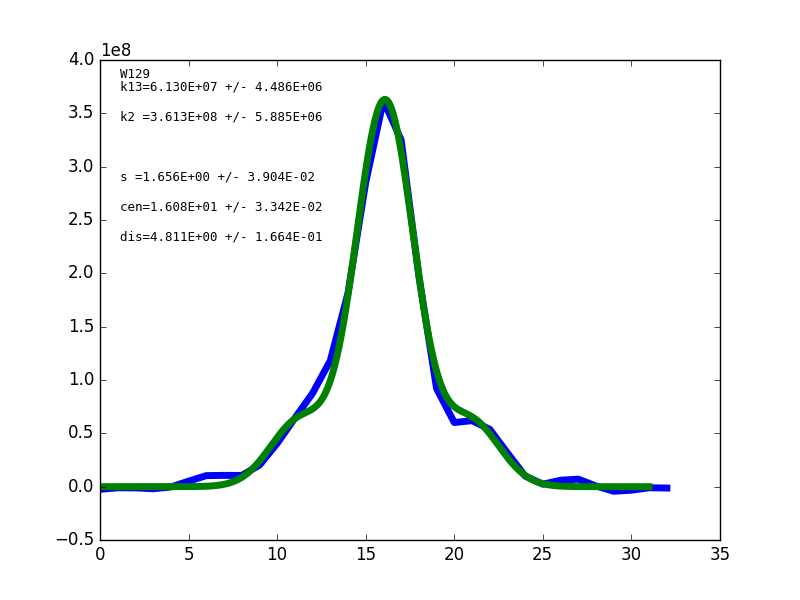 1e8
4.0
W129
k13=6.130E+07 +/- 4.486E+06
k2 =3.613E+08 +/- 5.885E+06
s =1.656E+00 +/- 3.904E-02
cen=1.608E+01 +/- 3.342E-02
dis=4.811E+00 +/- 1.664E-01
3.5
3.0
2.5
2.0
1.5
1.0
0.5
0.0
−0.5
0 5 10 15 20 25 30 35